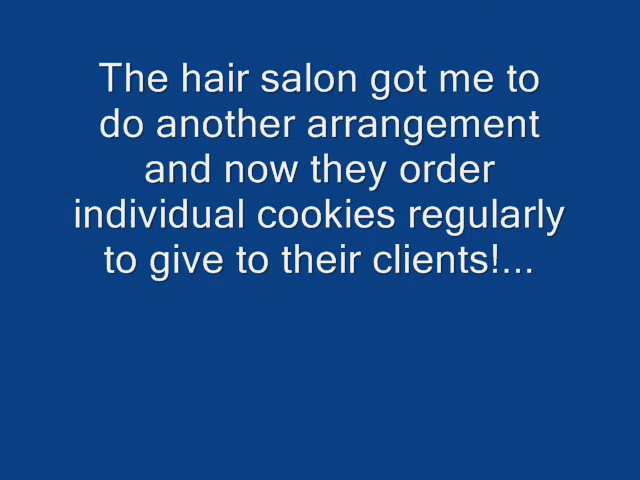 The hair salon got me to
do another arrangement
and now they order
individual cookies regularly
to give to their clients!...